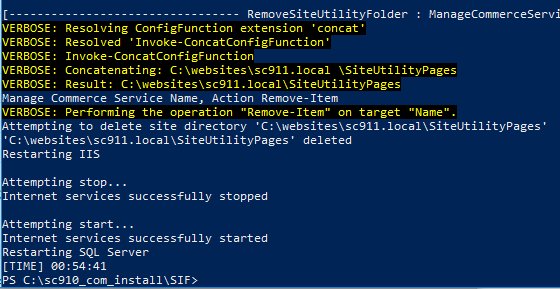 [-------------------------------- RemoveSiteUtilityFolder : ManageCommerceServi
VERBOSE: Resolving ConfigFunction extension 'concat'
VERBOSE: Resolved 'Invoke-ConcatConfigFunction'
VERBOSE: Invoke-ConcatConfigFunction
VERBOSE: Concatenating: C:\websites\sc911.local \SiteUtilityPages
VERBOSE: Result: C:\websites\sc911.local\SiteUtilityPages
Manage Commerce Service Name, Action Remove-Item
VERBOSE: Performing the operation "Remove-Item" on target "Name".
Attempting to delete site directory 'C:\websites\sc911.local\SiteUtilityPages'
'C:\websites\sc911.local\SiteUtilityPages' deleted
Restarting IIS
Attempting stop...
Internet services successfully stopped
Attempting start...
Internet services successfully started
Restarting SQL Server
[TIME] 00:54:41
PS C:\sc910_com_install\SIF>